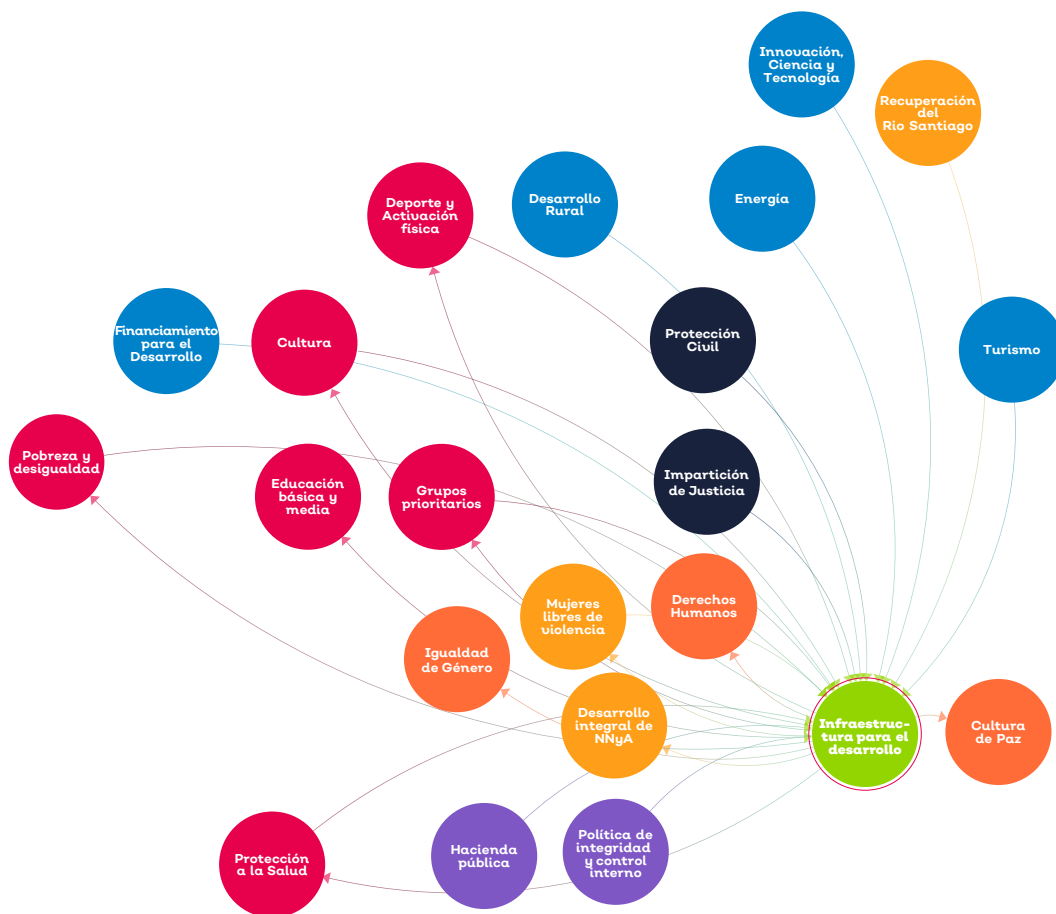 Innovación,
Ciencia y
Tecnología
Recuperación
del
Rio Santiago
Deporte y
Activación
física
Desarrollo
Rural
Energía
Financiamiento
para el
Desarrollo
Cultura
Protección
Civil
Turismo
Pobreza y
desigualdad
Educación
básica y
media
Grupos
prioritarios
Impartición
de Justicia
Mujeres
libres de
violencia
Derechos
Humanos
Igualdad
de Género
Desarrollo
integral de
NNyA
Infraestruc-
tura para el
desarrollo
Cultura
de Paz
Protección
a la Salud
Hacienda
pública
Política de
integridad
y control
interno